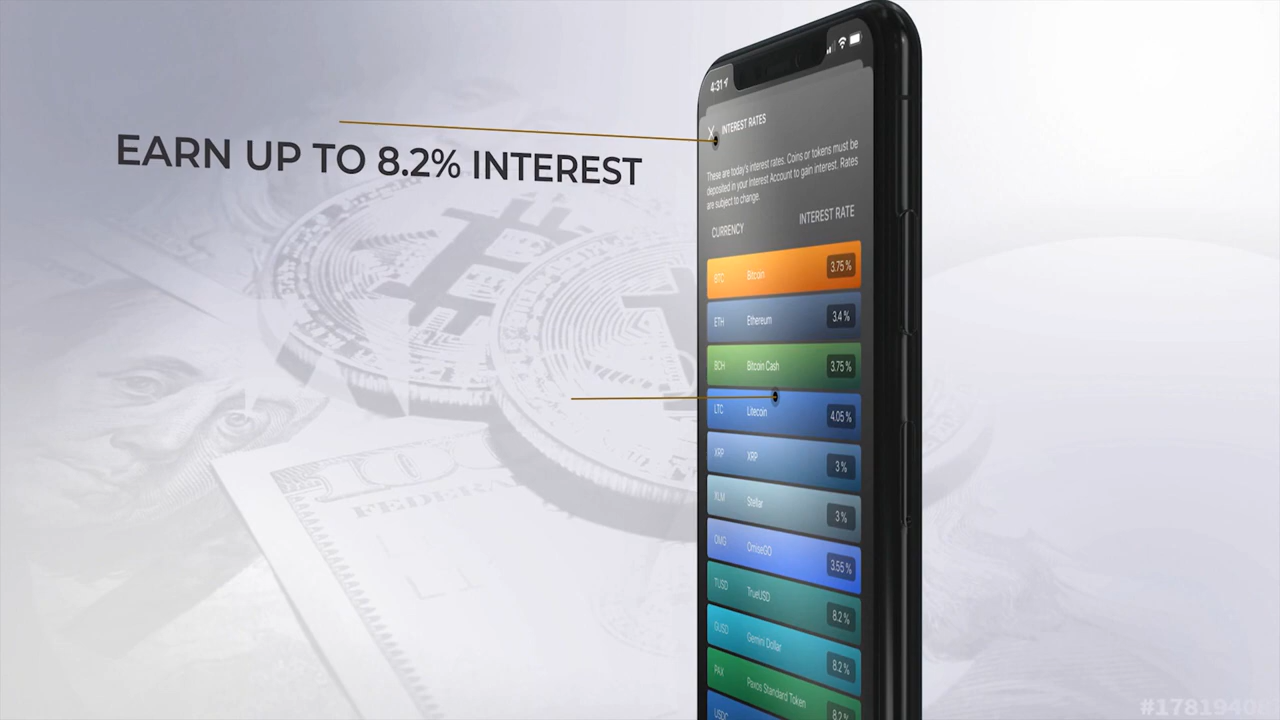 EARN UP TO 8.2% INTEREST
4:31
INTEREST RATES
These are today's interest rates. Coins or tokens must be
deposited in your Interest Account to gain interest. Rates
are subject to change.
CURRENCY INTEREST RATE
BTC Bitcoin 3.75 %
ETH Ethereum 3.4 %
BCH Bitcoin Cash 3.75 %
LTC Litecoin 4.05 %
XRP XRP 3 %
XLM Stellar 3 %
OMG OmiseGO 3.55 %
TUSD TrueUSD 8.2 %
GUSD Gemini Dollar 8.2 %
PAX Paxos Standard Token 8.2 %
USDC
FEDERA